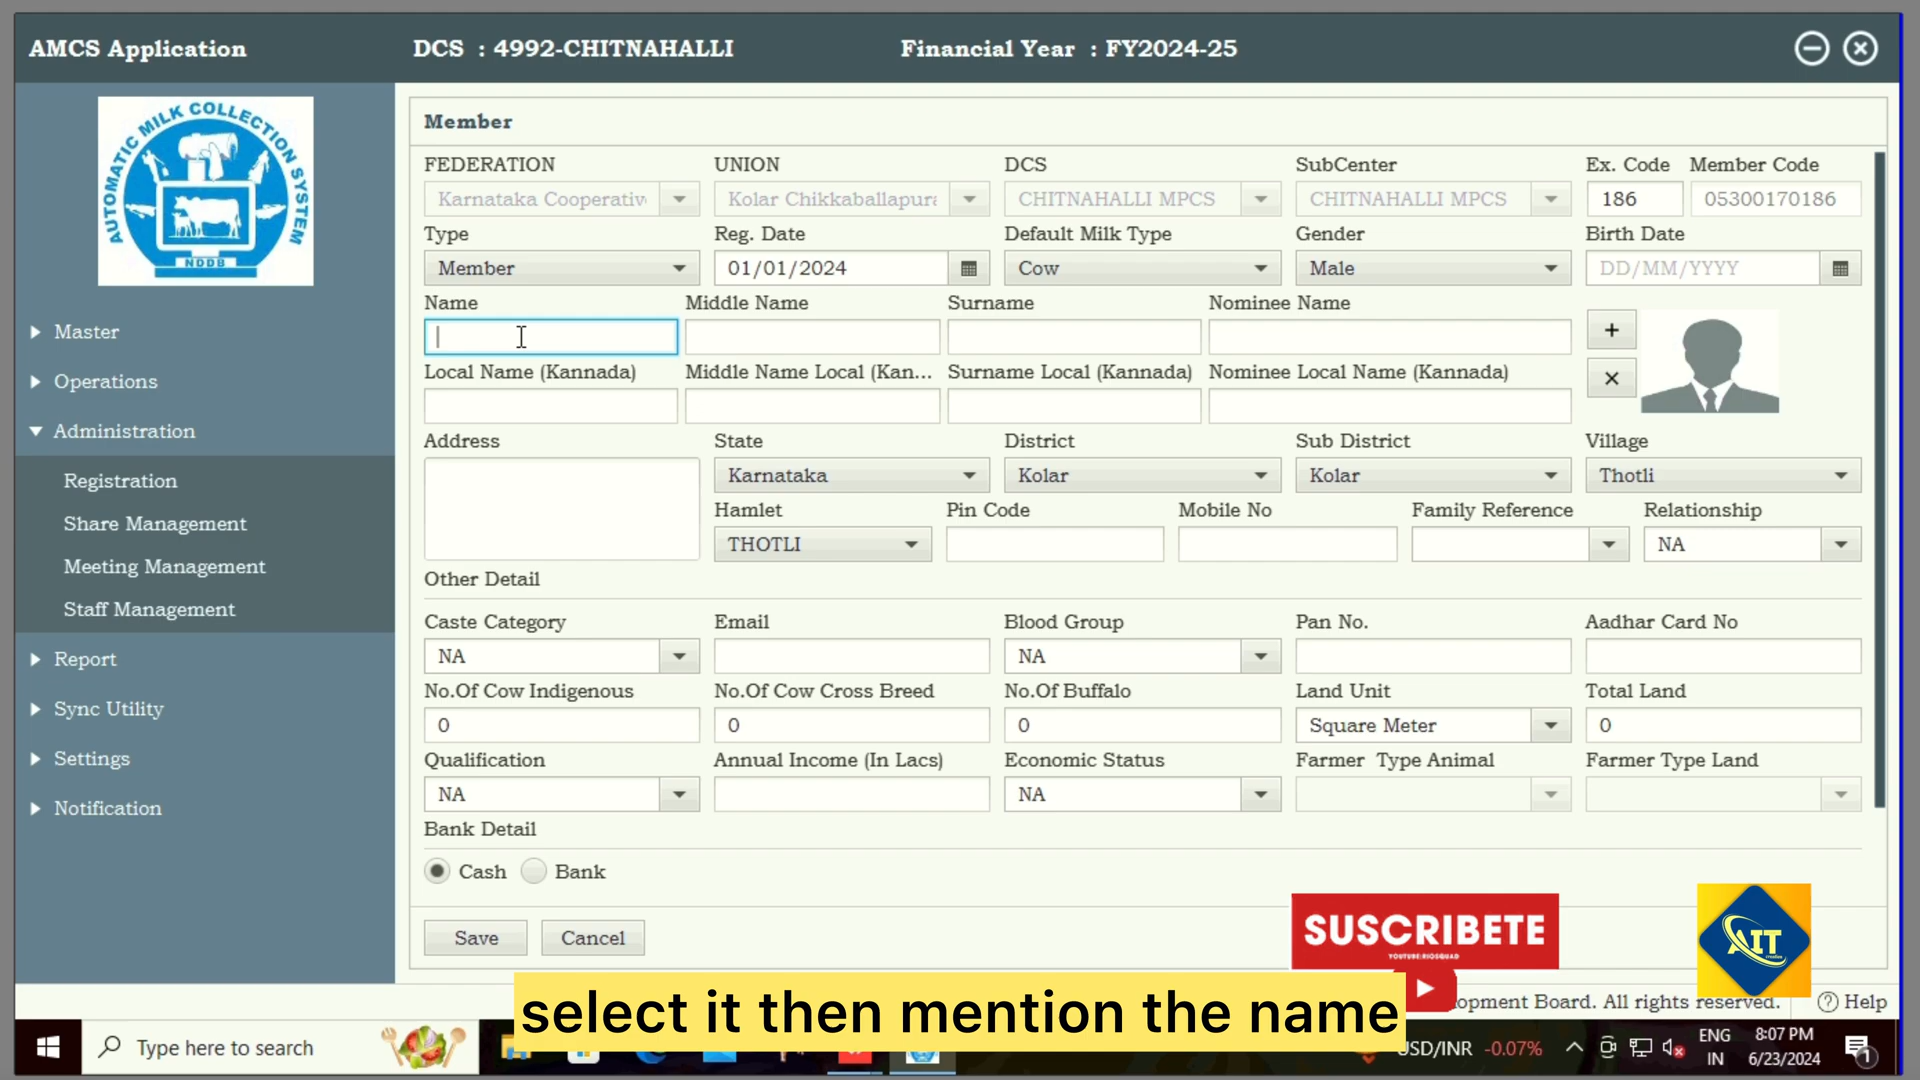 AMCS Application
DCS : 4992-CHITNAHALLI
Financial Year : FY2024-25
AUTOMATIC MILK COLLECTION SYSTEM
NDDB
Master
Operations
Administration
Registration
Share Management
Meeting Management
Staff Management
Report
Sync Utility
Settings
Notification
Member
FEDERATION UNION DCS SubCenter Ex. Code Member Code
Karnataka Cooperativ Kolar Chikkaballapura CHITNAHALLI MPCS CHITNAHALLI MPCS 186 05300170186
Type Reg. Date Default Milk Type Gender Birth Date
Member 01/01/2024 Cow Male DD/MM/YYYY
Name Middle Name Surname Nominee Name
Local Name (Kannada) Middle Name Local (Kan... Surname Local (Kannada) Nominee Local Name (Kannada)
Address State District Sub District Village
Karnataka Kolar Kolar Thotli
Hamlet Pin Code Mobile No Family Reference Relationship
THOTLI NA
Other Detail
Caste Category Email Blood Group Pan No. Aadhar Card No
NA NA
No.Of Cow Indigenous No.Of Cow Cross Breed No.Of Buffalo Land Unit Total Land
0 0 0 Square Meter 0
Qualification Annual Income (In Lacs) Economic Status Farmer Type Animal Farmer Type Land
NA NA
Bank Detail
Cash Bank
Save Cancel
SUSCRIBETE
YOUTUBE:RIOSQUAD
AIT
select it then mention the name
opment Board. All rights reserved. Help
Type here to search
USD/INR -0.07%
ENG
IN
8:07 PM
6/23/2024
1